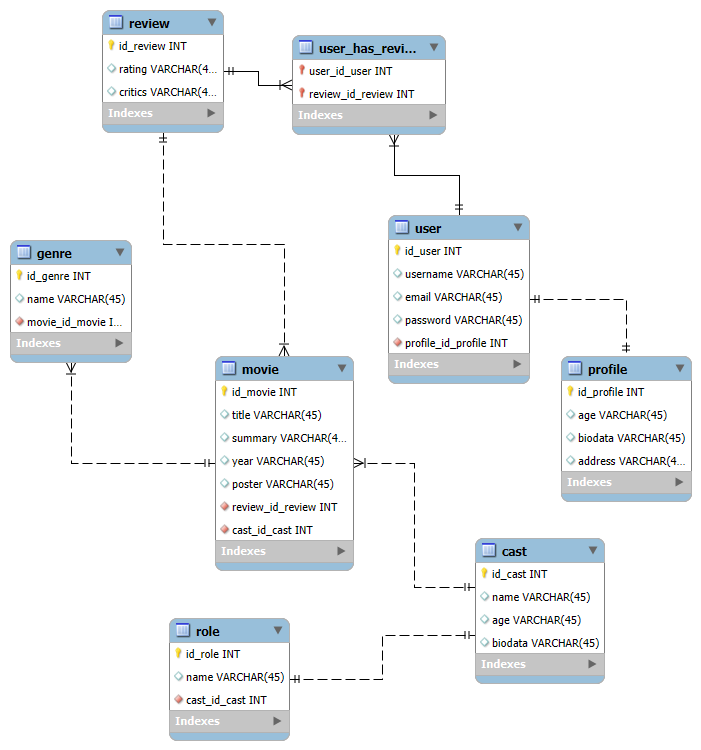 review
id_review INT
rating VARCHAR(4...
critics VARCHAR(4...
Indexes
user_has_revi...
user_id_user INT
review_id_review INT
Indexes
user
id_user INT
username VARCHAR(45)
email VARCHAR(45)
password VARCHAR(45)
profile_id_profile INT
Indexes
genre
id_genre INT
name VARCHAR(45)
movie_id_movie I...
Indexes
movie
id_movie INT
title VARCHAR(45)
summary VARCHAR(4...
year VARCHAR(45)
poster VARCHAR(45)
review_id_review INT
cast_id_cast INT
Indexes
profile
id_profile INT
age VARCHAR(45)
biodata VARCHAR(45)
address VARCHAR(4...
Indexes
cast
id_cast INT
name VARCHAR(45)
age VARCHAR(45)
biodata VARCHAR(45)
Indexes
role
id_role INT
name VARCHAR(45)
cast_id_cast INT
Indexes